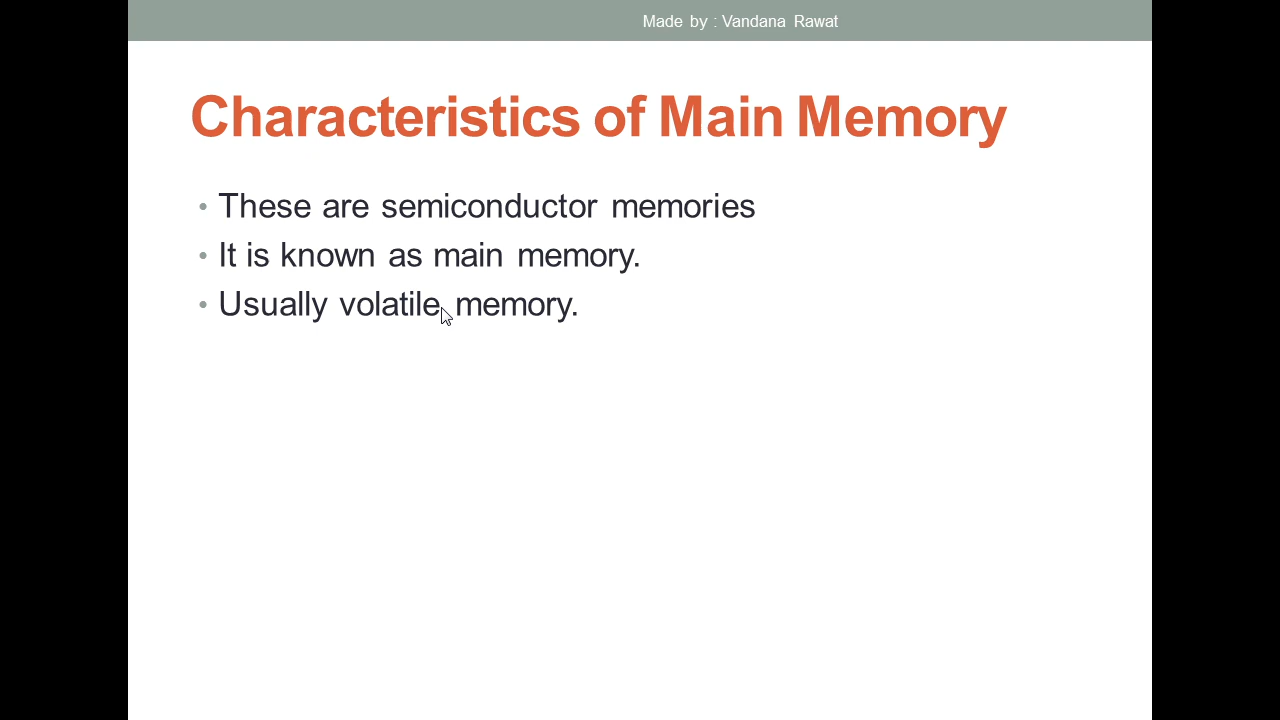 Made by : Vandana Rawat
Characteristics of Main Memory
• These are semiconductor memories
• It is known as main memory.
• Usually volatile memory.